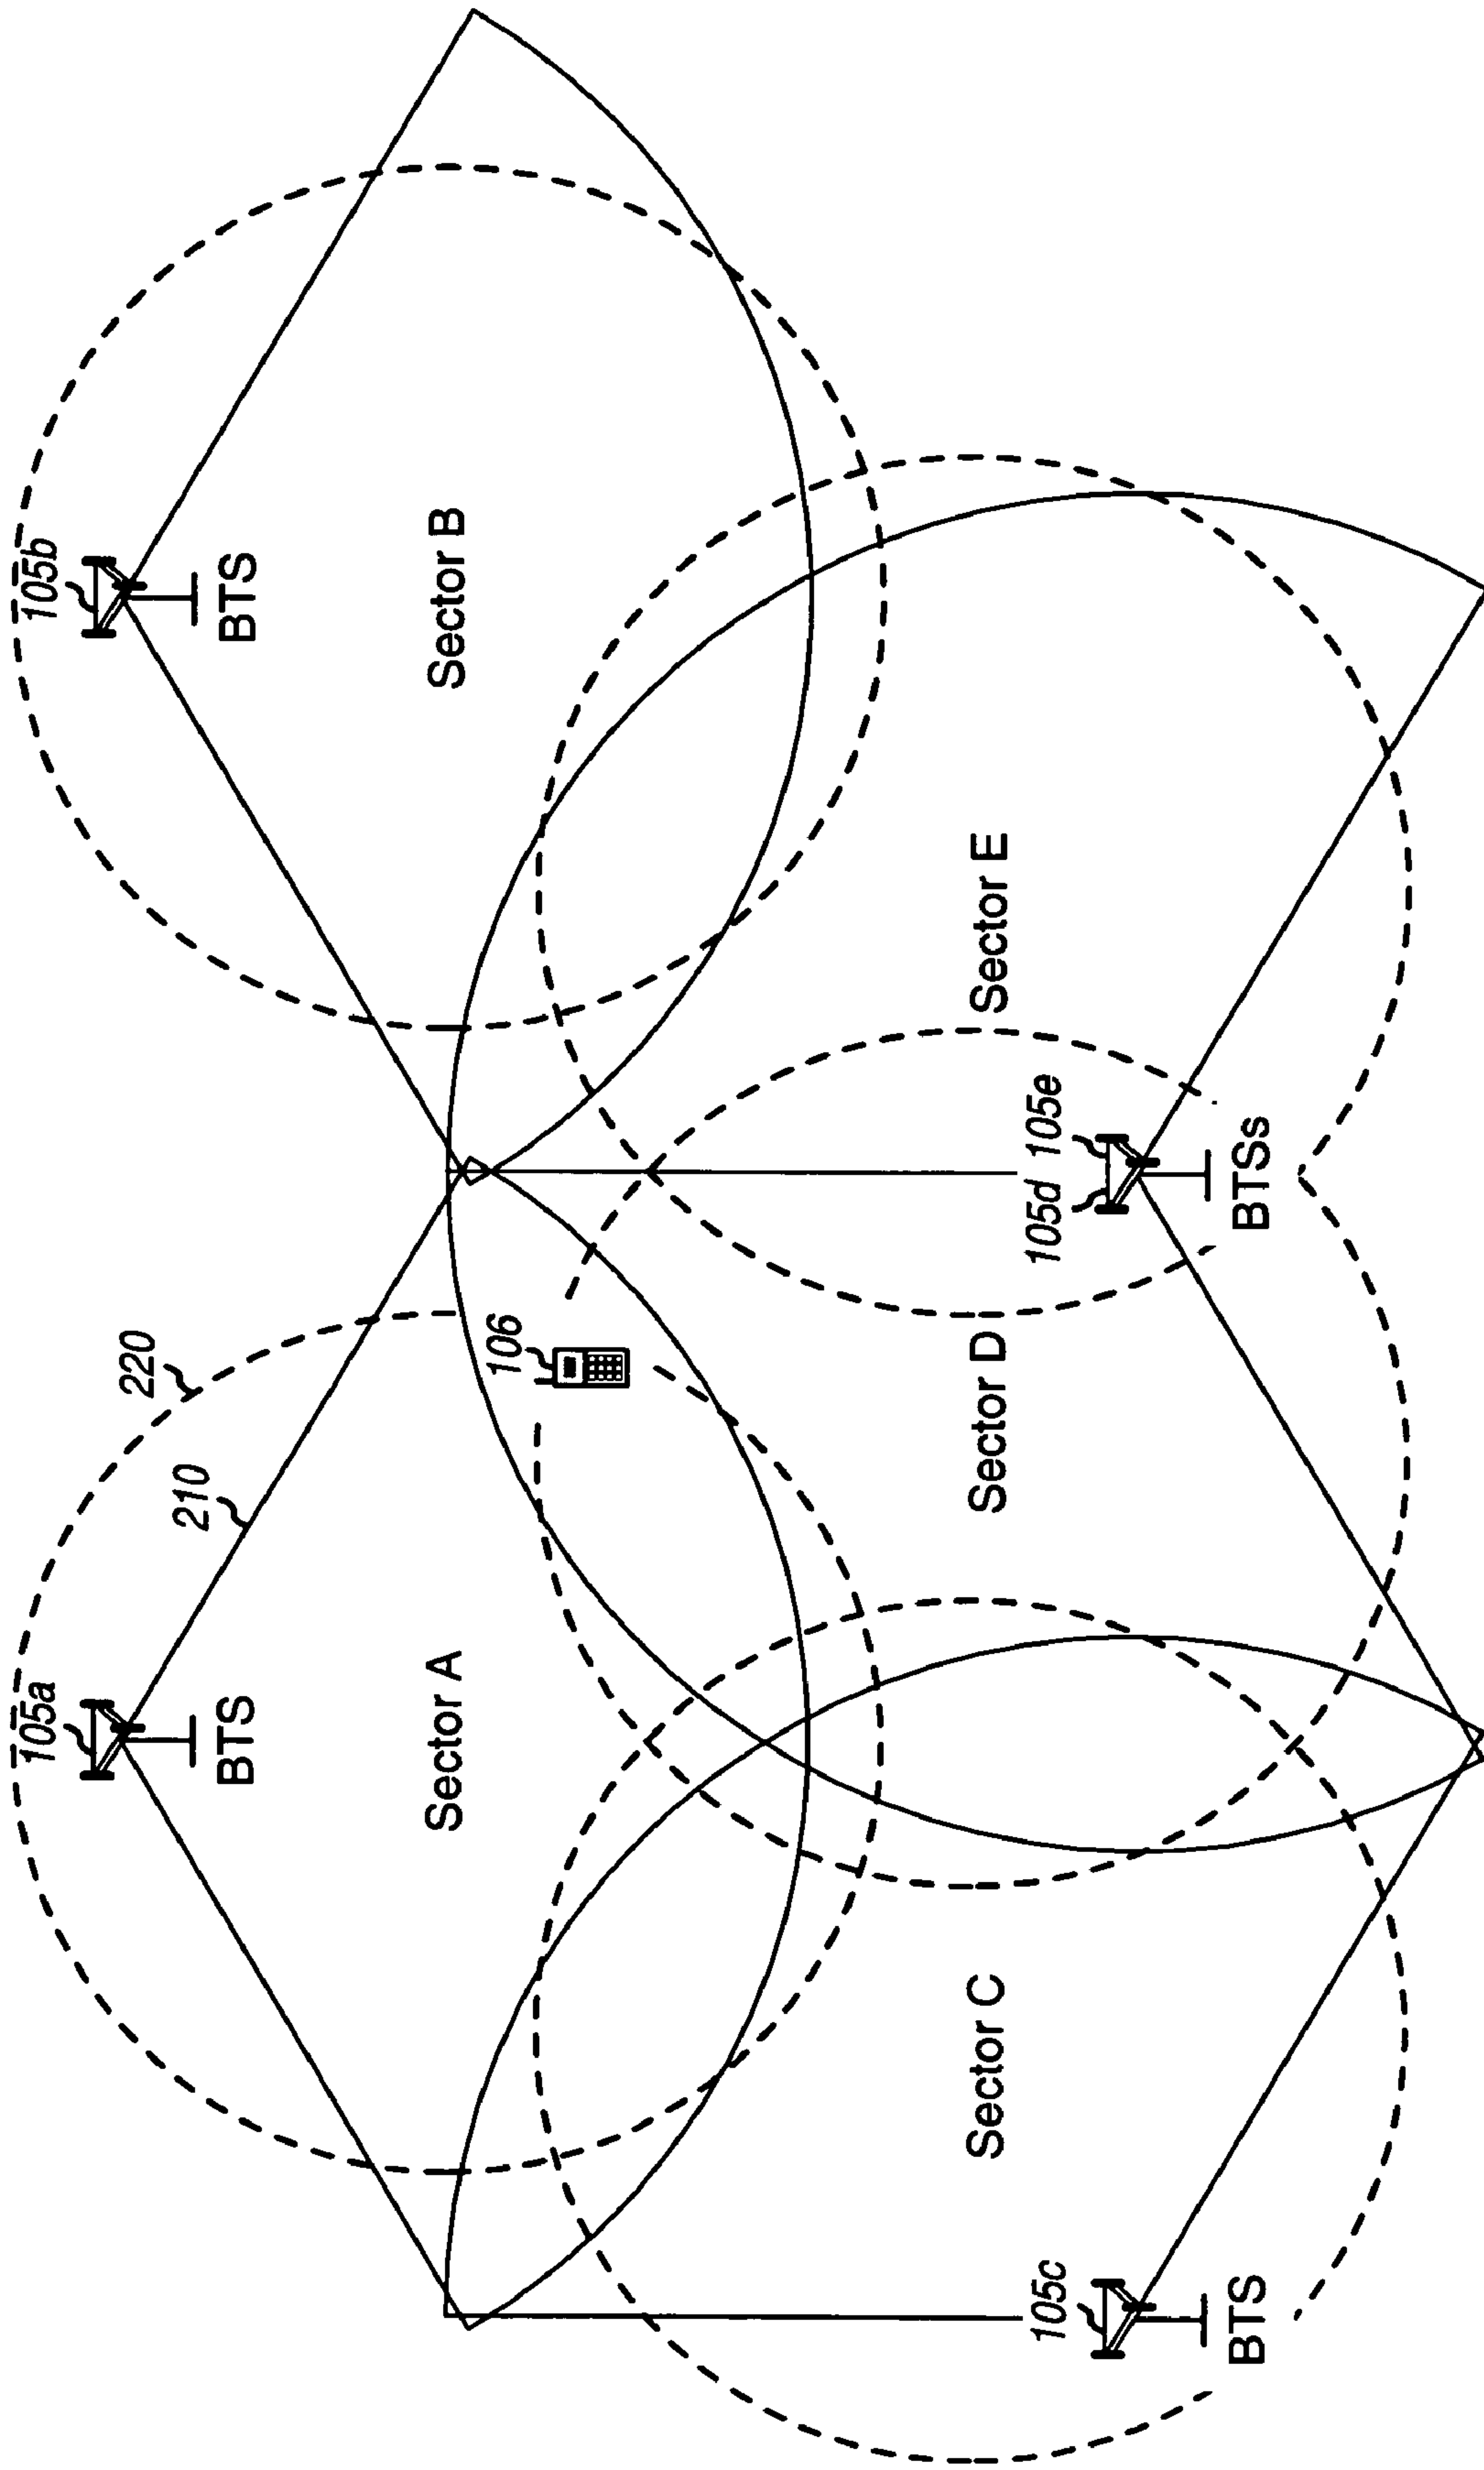 105a
BTS
Sector A
210
220
105b
BTS
Sector B
106
Sector C
105c
BTS
Sector D
Sector E
105d 105e
BTSs